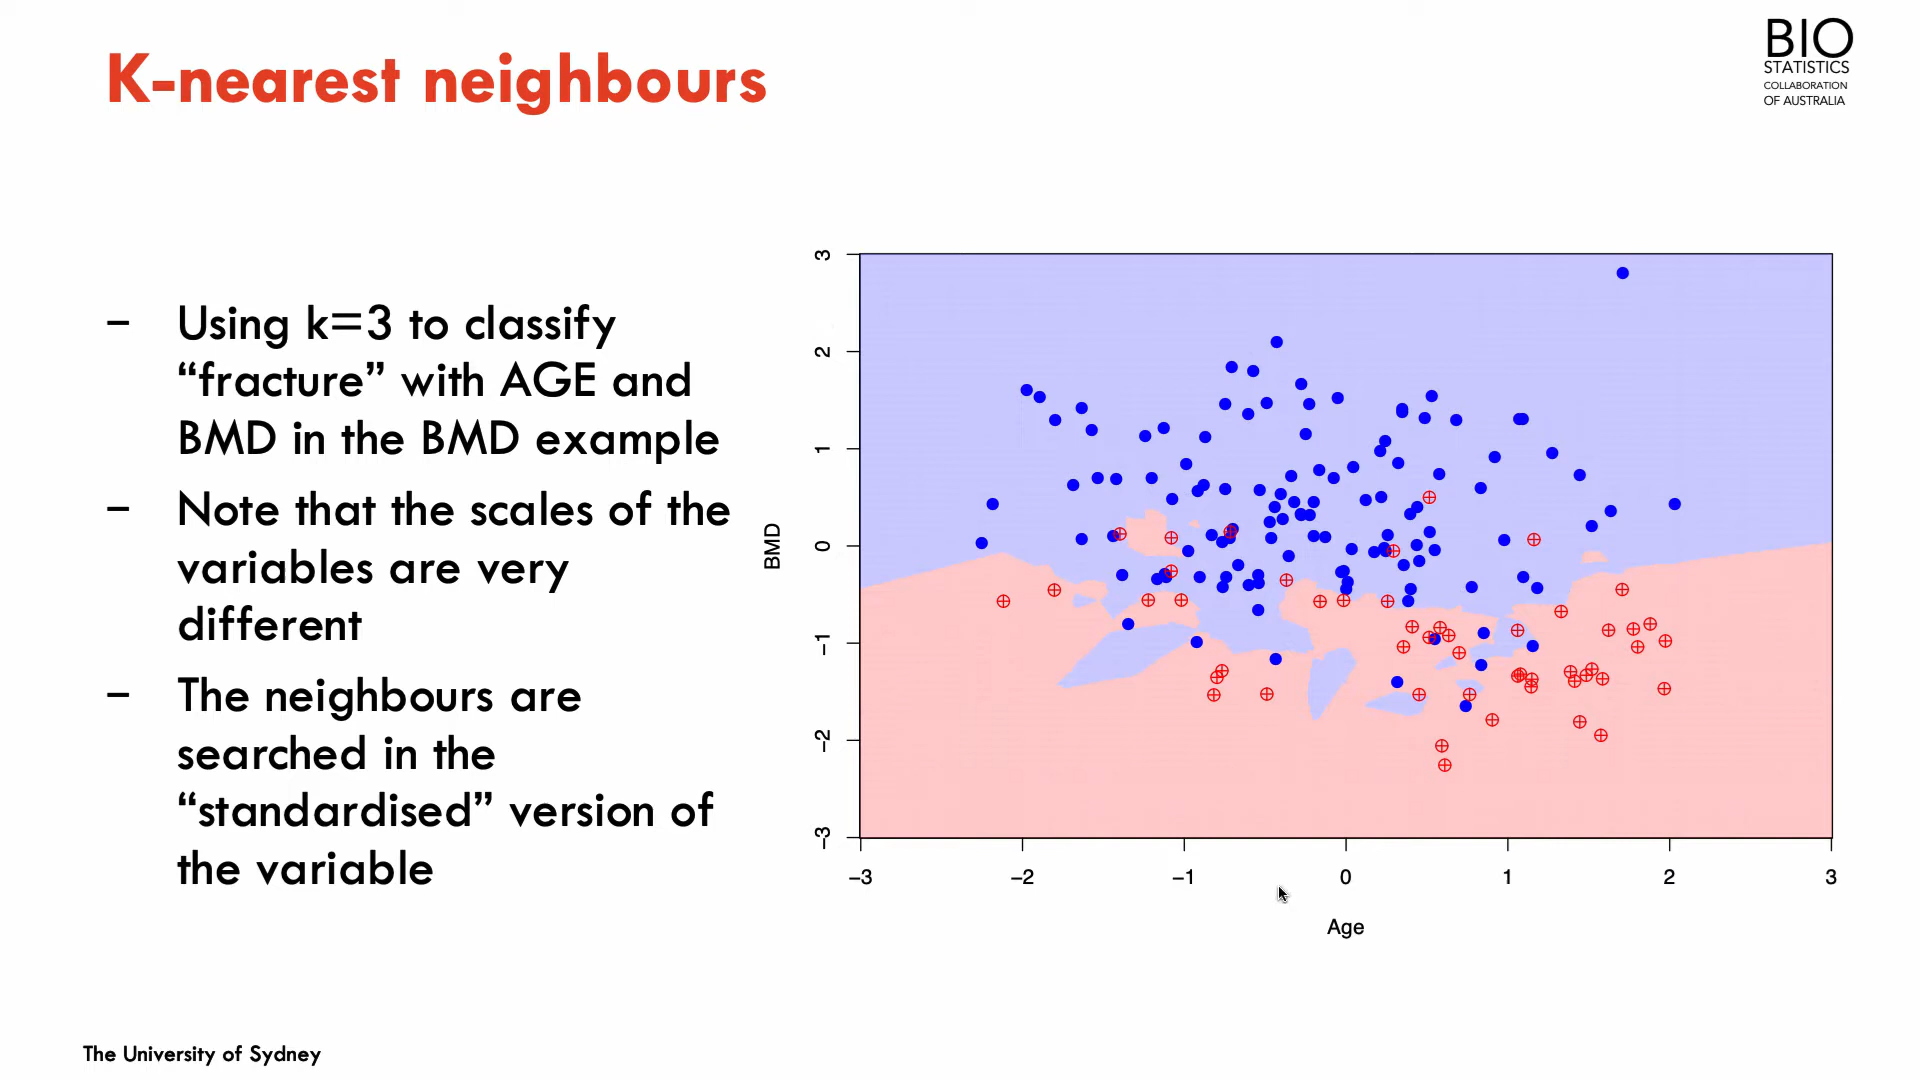 K-nearest neighbours
BIO
STATISTICS
COLLABORATION
OF AUSTRALIA
– Using k=3 to classify
“fracture” with AGE and
BMD in the BMD example
– Note that the scales of the
variables are very
different
– The neighbours are
searched in the
“standardised” version of
the variable
BMD
3
2
1
0
−1
−2
−3
−3 −2 −1 0 1 2 3
Age
The University of Sydney